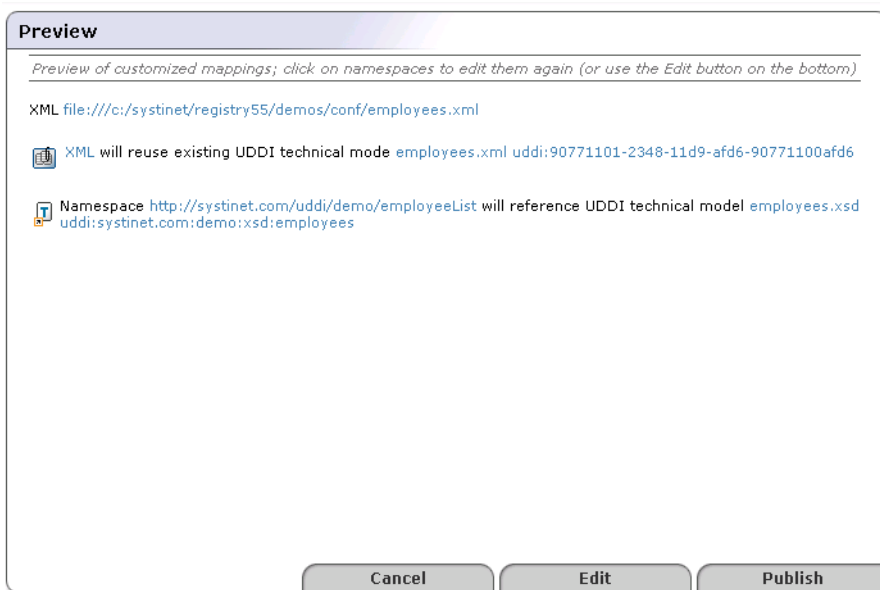 Preview
Preview of customized mappings; click on namespaces to edit them again (or use the Edit button on the bottom)
XML file:///c:/systinet/registry55/demos/conf/employees.xml
XML will reuse existing UDDI technical mode employees.xml uddi:90771101-2348-11d9-afd6-90771100afd6
Namespace http://systinet.com/uddi/demo/employeeList will reference UDDI technical model employees.xsd
uddi:systinet.com:demo:xsd:employees
Cancel Edit Publish